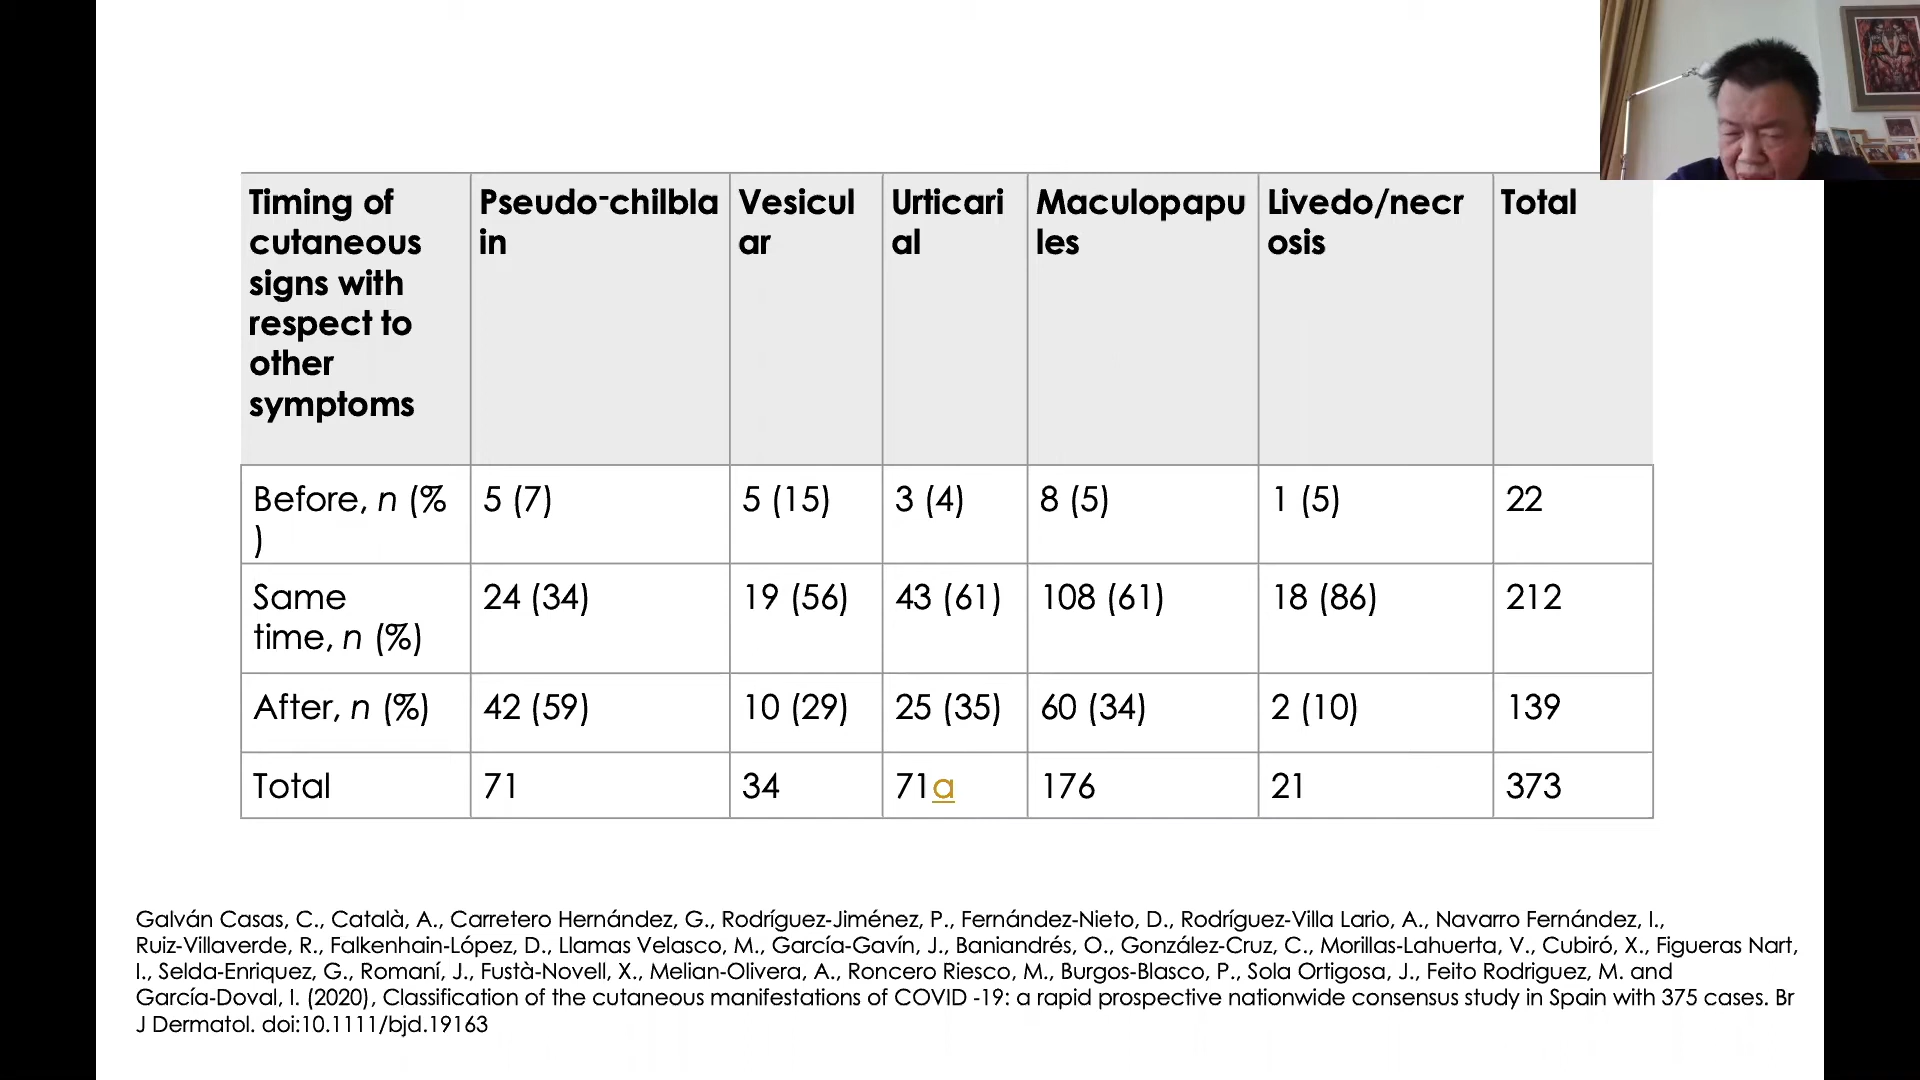 Timing of
cutaneous
signs with
respect to
other
symptoms
Pseudo-chilbla
in
Vesicul
ar
Urticari
al
Maculopapu
les
Livedo/necr
osis
Total
Before, n (%
)
5 (7)
5 (15)
3 (4)
8 (5)
1 (5)
22
Same
time, n (%)
24 (34)
19 (56)
43 (61)
108 (61)
18 (86)
212
After, n (%)
42 (59)
10 (29)
25 (35)
60 (34)
2 (10)
139
Total
71
34
71a
176
21
373
Galván Casas, C., Català, A., Carretero Hernández, G., Rodríguez-Jiménez, P., Fernández-Nieto, D., Rodríguez-Villa Lario, A., Navarro Fernández, I.,
Ruiz-Villaverde, R., Falkenhain-López, D., Llamas Velasco, M., García-Gavín, J., Baniandrés, O., González-Cruz, C., Morillas-Lahuerta, V., Cubiró, X., Figueras Nart,
I., Selda-Enriquez, G., Romaní, J., Fustà-Novell, X., Melian-Olivera, A., Roncero Riesco, M., Burgos-Blasco, P., Sola Ortigosa, J., Feito Rodriguez, M. and
García-Doval, I. (2020), Classification of the cutaneous manifestations of COVID -19: a rapid prospective nationwide consensus study in Spain with 375 cases. Br
J Dermatol. doi:10.1111/bjd.19163